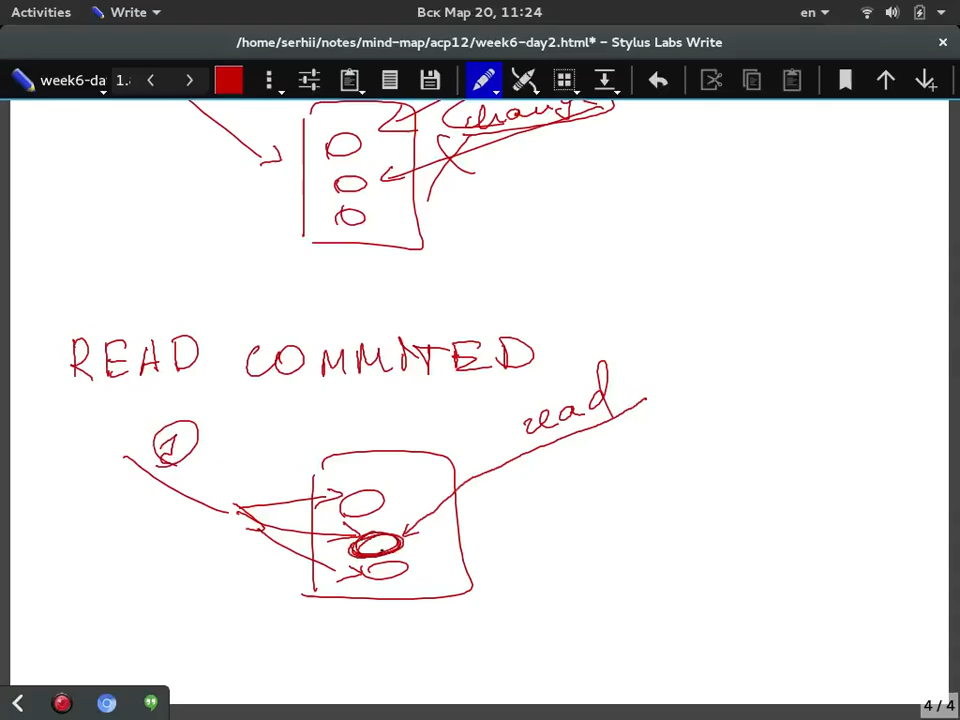 Activities Write Вск Мар 20, 11:24 en
/home/serhii/notes/mind-map/acp12/week6-day2.html* – Stylus Labs Write
week6-da 1.
READ COMMITED
read
1
4 / 4